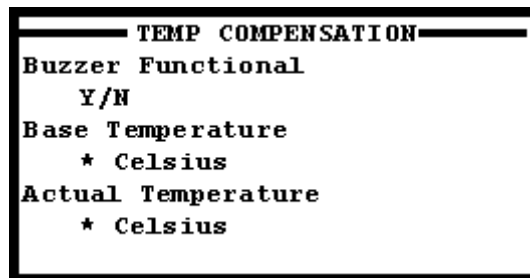 TEMP COMPENSATION
Buzzer Functional
Y/N
Base Temperature
* Celsius
Actual Temperature
* Celsius